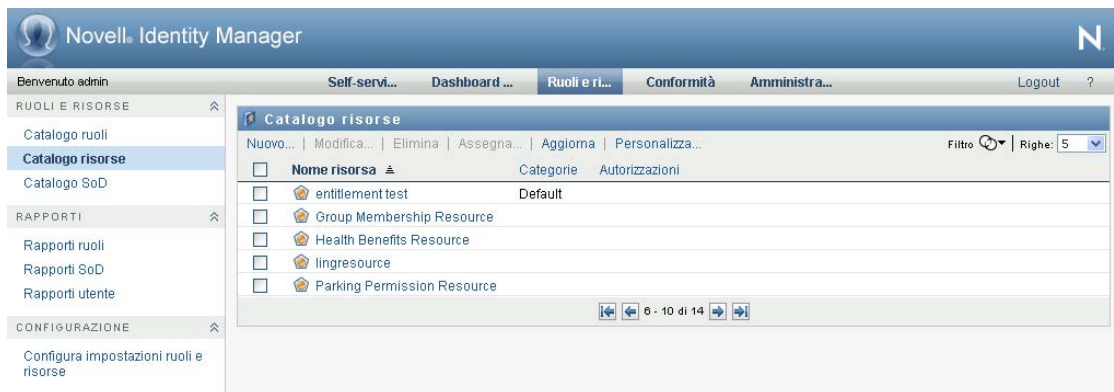 Novell® Identity Manager
N
Benvenuto admin
Self-servi... Dashboard ... Ruoli e ri... Conformità Amministra... Logout ?
RUOLI E RISORSE
Catalogo ruoli
Catalogo risorse
Catalogo SoD
RAPPORTI
Rapporti ruoli
Rapporti SoD
Rapporti utente
CONFIGURAZIONE
Configura impostazioni ruoli e
risorse
Catalogo risorse
Nuovo... | Modifica... | Elimina | Assegna... | Aggiorna | Personalizza... Filtro | Righe: 5
Nome risorsa Categorie Autorizzazioni
entitlement test Default
Group Membership Resource
Health Benefits Resource
lingresource
Parking Permission Resource
6 - 10 di 14